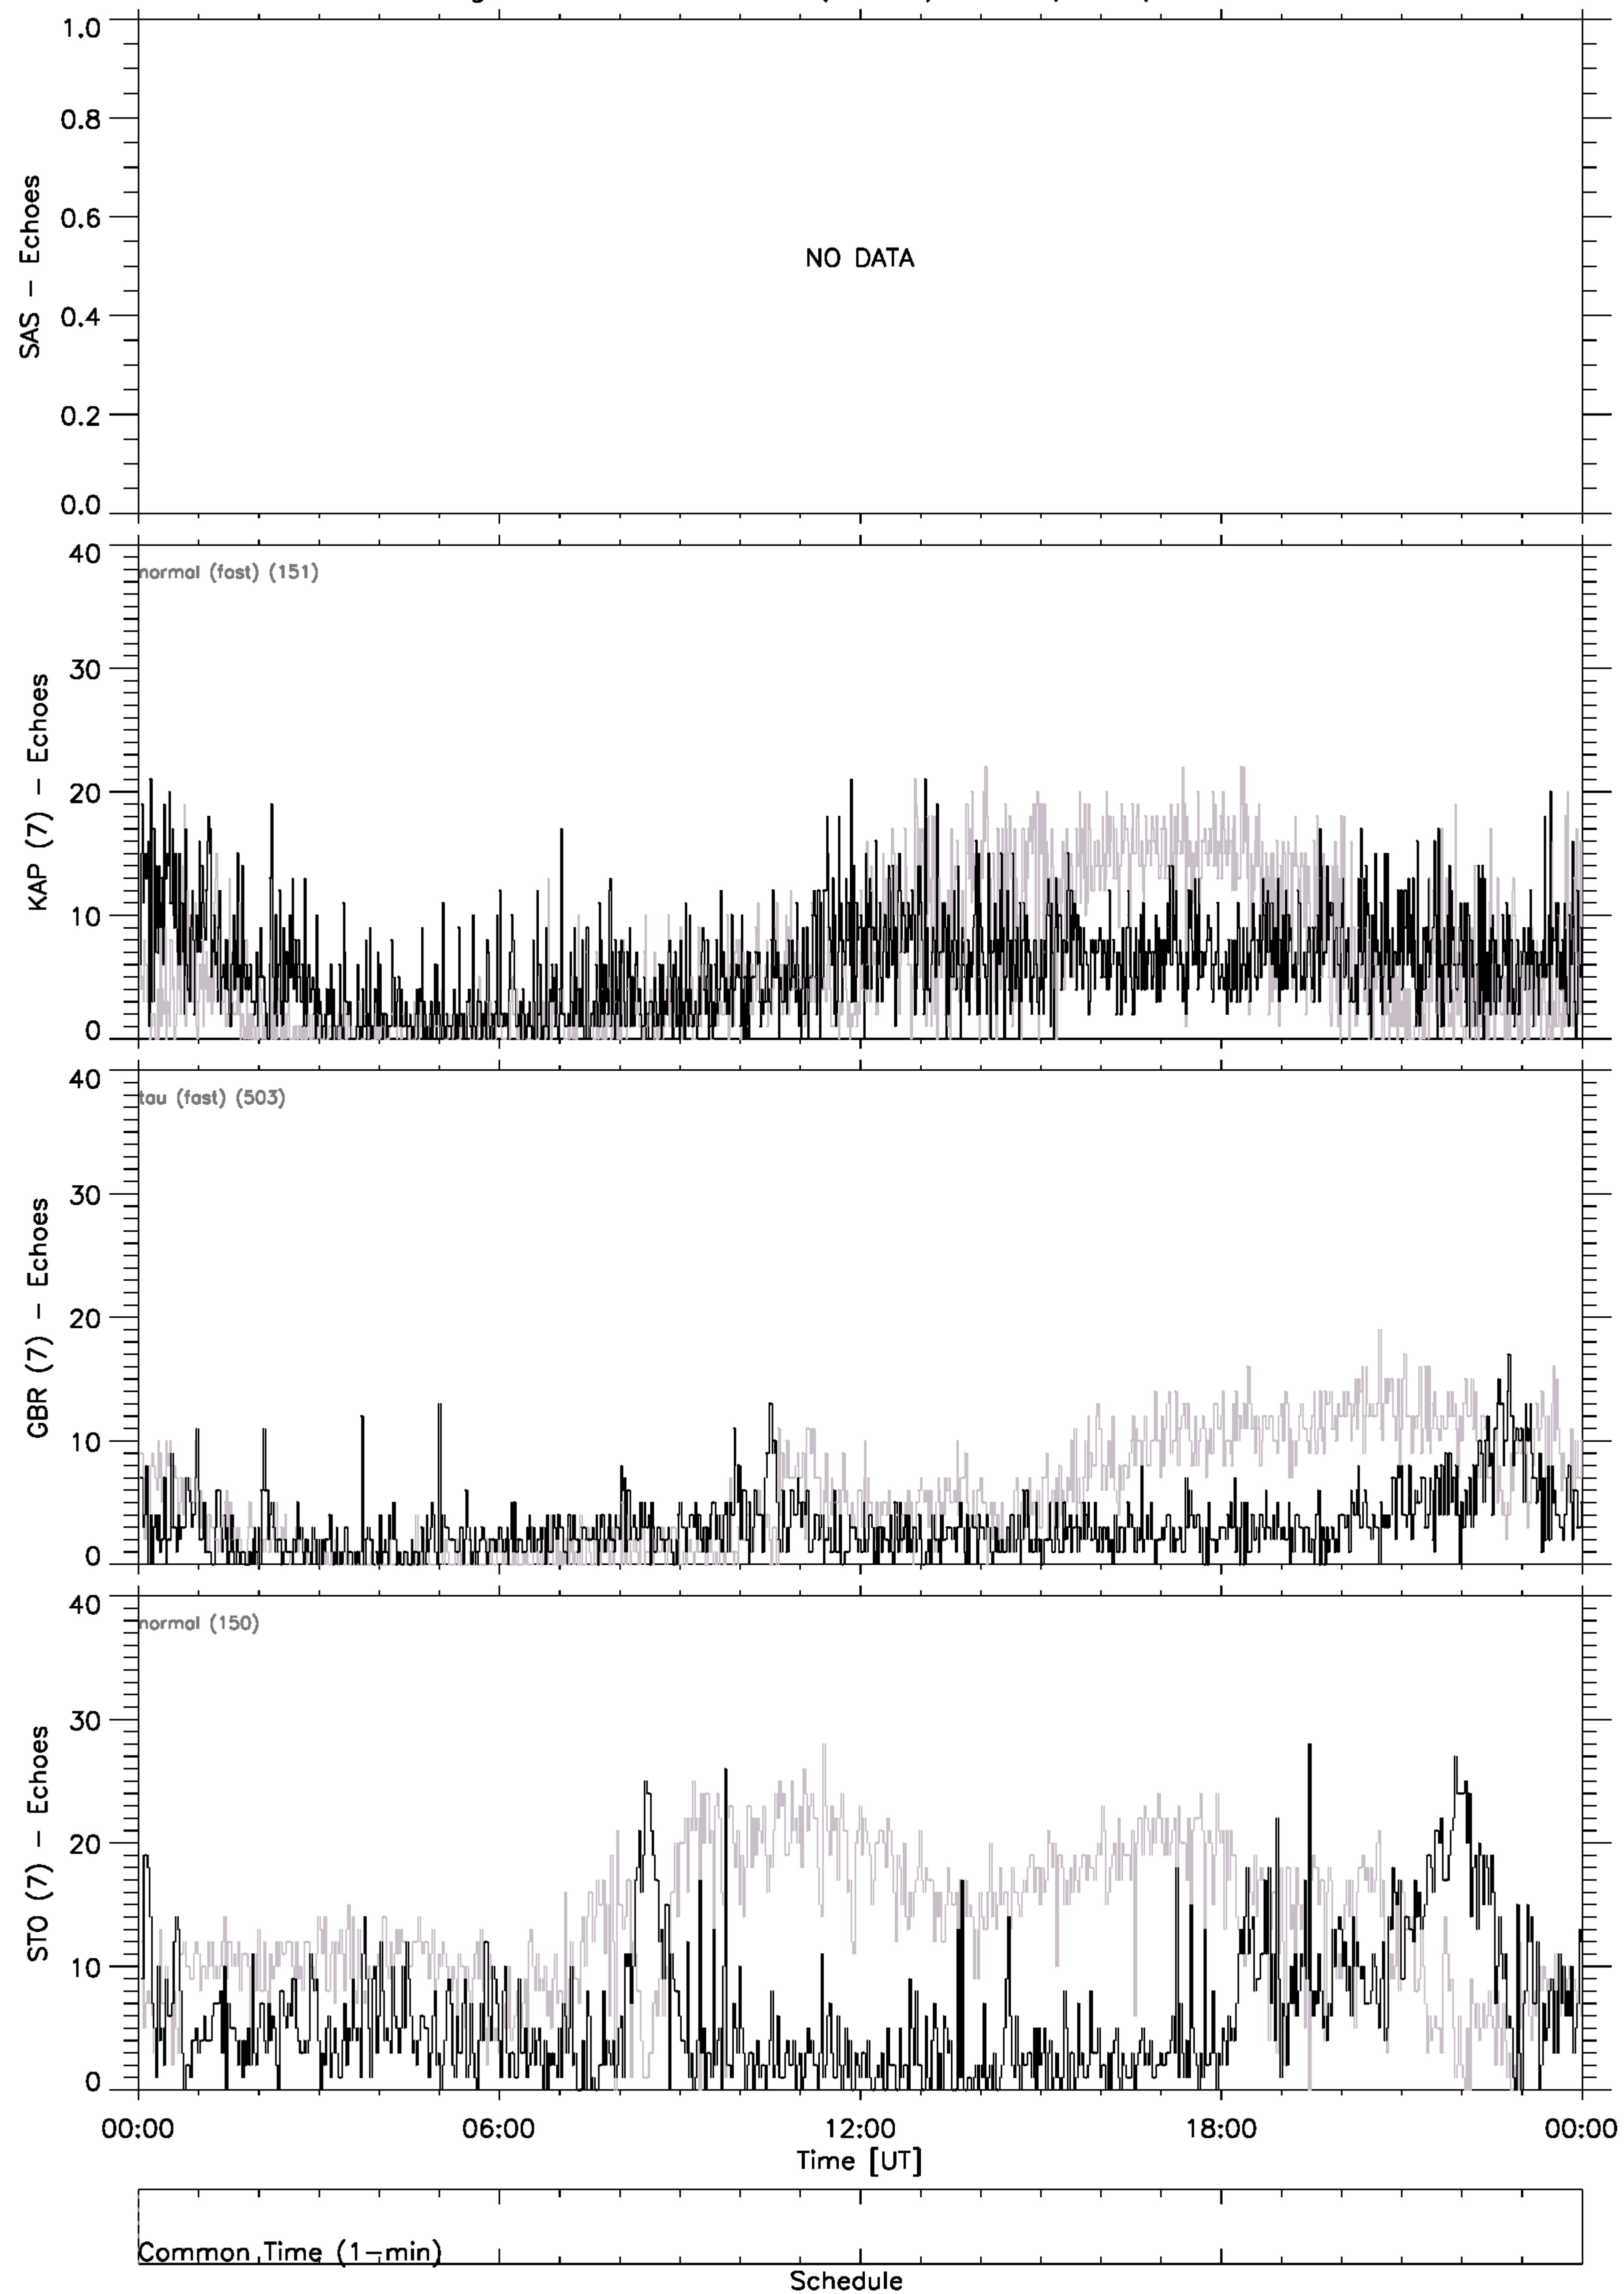 1.0
0.8
0.6
0.4
0.2
0.0
SAS – Echoes
NO DATA
40
30
20
10
0
KAP (7) – Echoes
normal (fast) (151)
40
30
20
10
0
GBR (7) – Echoes
tau (fast) (503)
40
30
20
10
0
STO (7) – Echoes
normal (150)
00:00 06:00 12:00 18:00 00:00
Time [UT]
Common Time (1–min)
Schedule